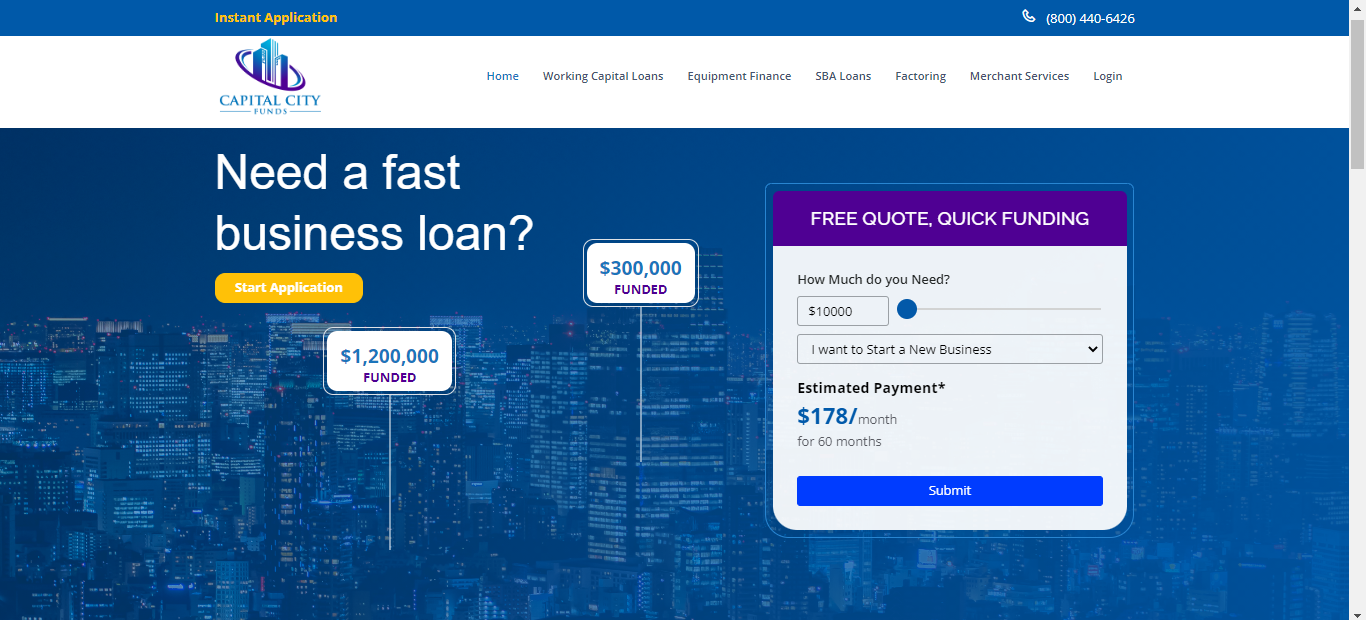 Instant Application
(800) 440-6426
CAPITAL CITY
FUNDS
Home Working Capital Loans Equipment Finance SBA Loans Factoring Merchant Services Login
Need a fast
business loan?
Start Application
$300,000
FUNDED
$1,200,000
FUNDED
FREE QUOTE, QUICK FUNDING
How Much do you Need?
$10000
I want to Start a New Business
Estimated Payment*
$178/month
for 60 months
Submit